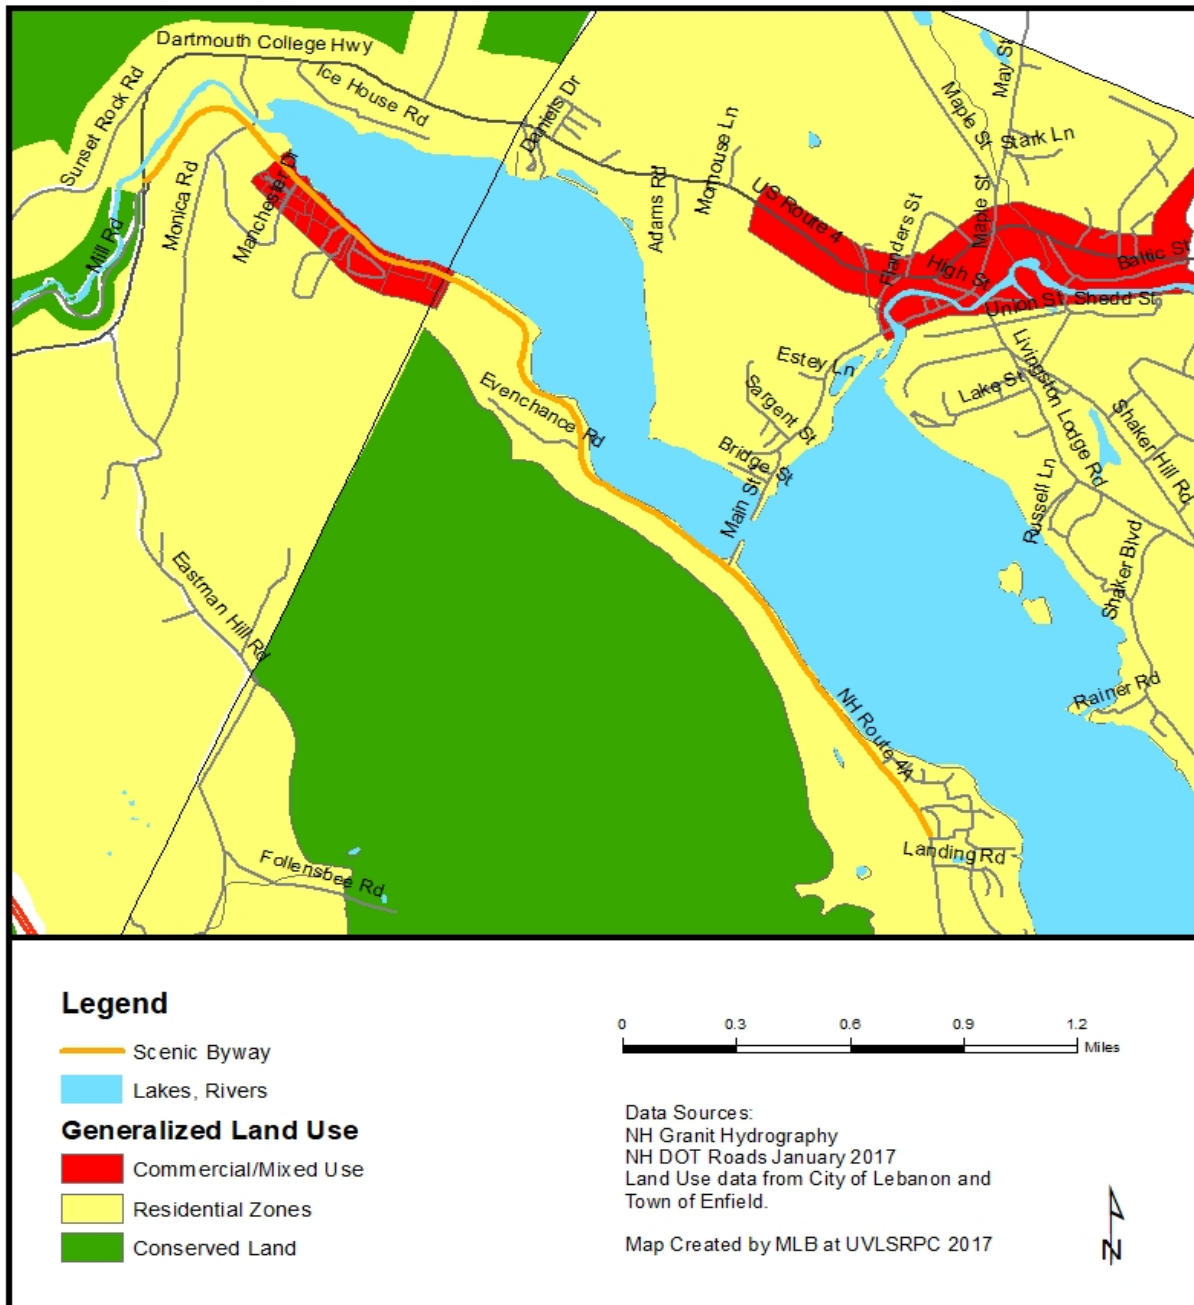 Dartmouth College Hwy
Ice House Rd
Sunset Rock Rd
Daniels Dr
May St
Maple St
Stark Ln
Momouse Ln
Adams Rd
US Route 4
Flanders St
Maple St
Monica Rd
Manchester Dr
Mill Rd
High St
Baltic St
Union St
Shedd St
Estey Ln
Sargent St
Lake St
Livingston Lodge Rd
Shaker Hill Rd
Evenchance Rd
Bridge St
Main St
Russell Ln
Shaker Blvd
Eastman Hill Rd
Rainer Rd
NH Route 4A
Landing Rd
Follensbee Rd
Legend
Scenic Byway
Lakes, Rivers
Generalized Land Use
Commercial/Mixed Use
Residential Zones
Conserved Land
0 0.3 0.6 0.9 1.2
Miles
Data Sources:
NH Granit Hydrography
NH DOT Roads January 2017
Land Use data from City of Lebanon and
Town of Enfield.
Map Created by MLB at UVLSRPC 2017
N